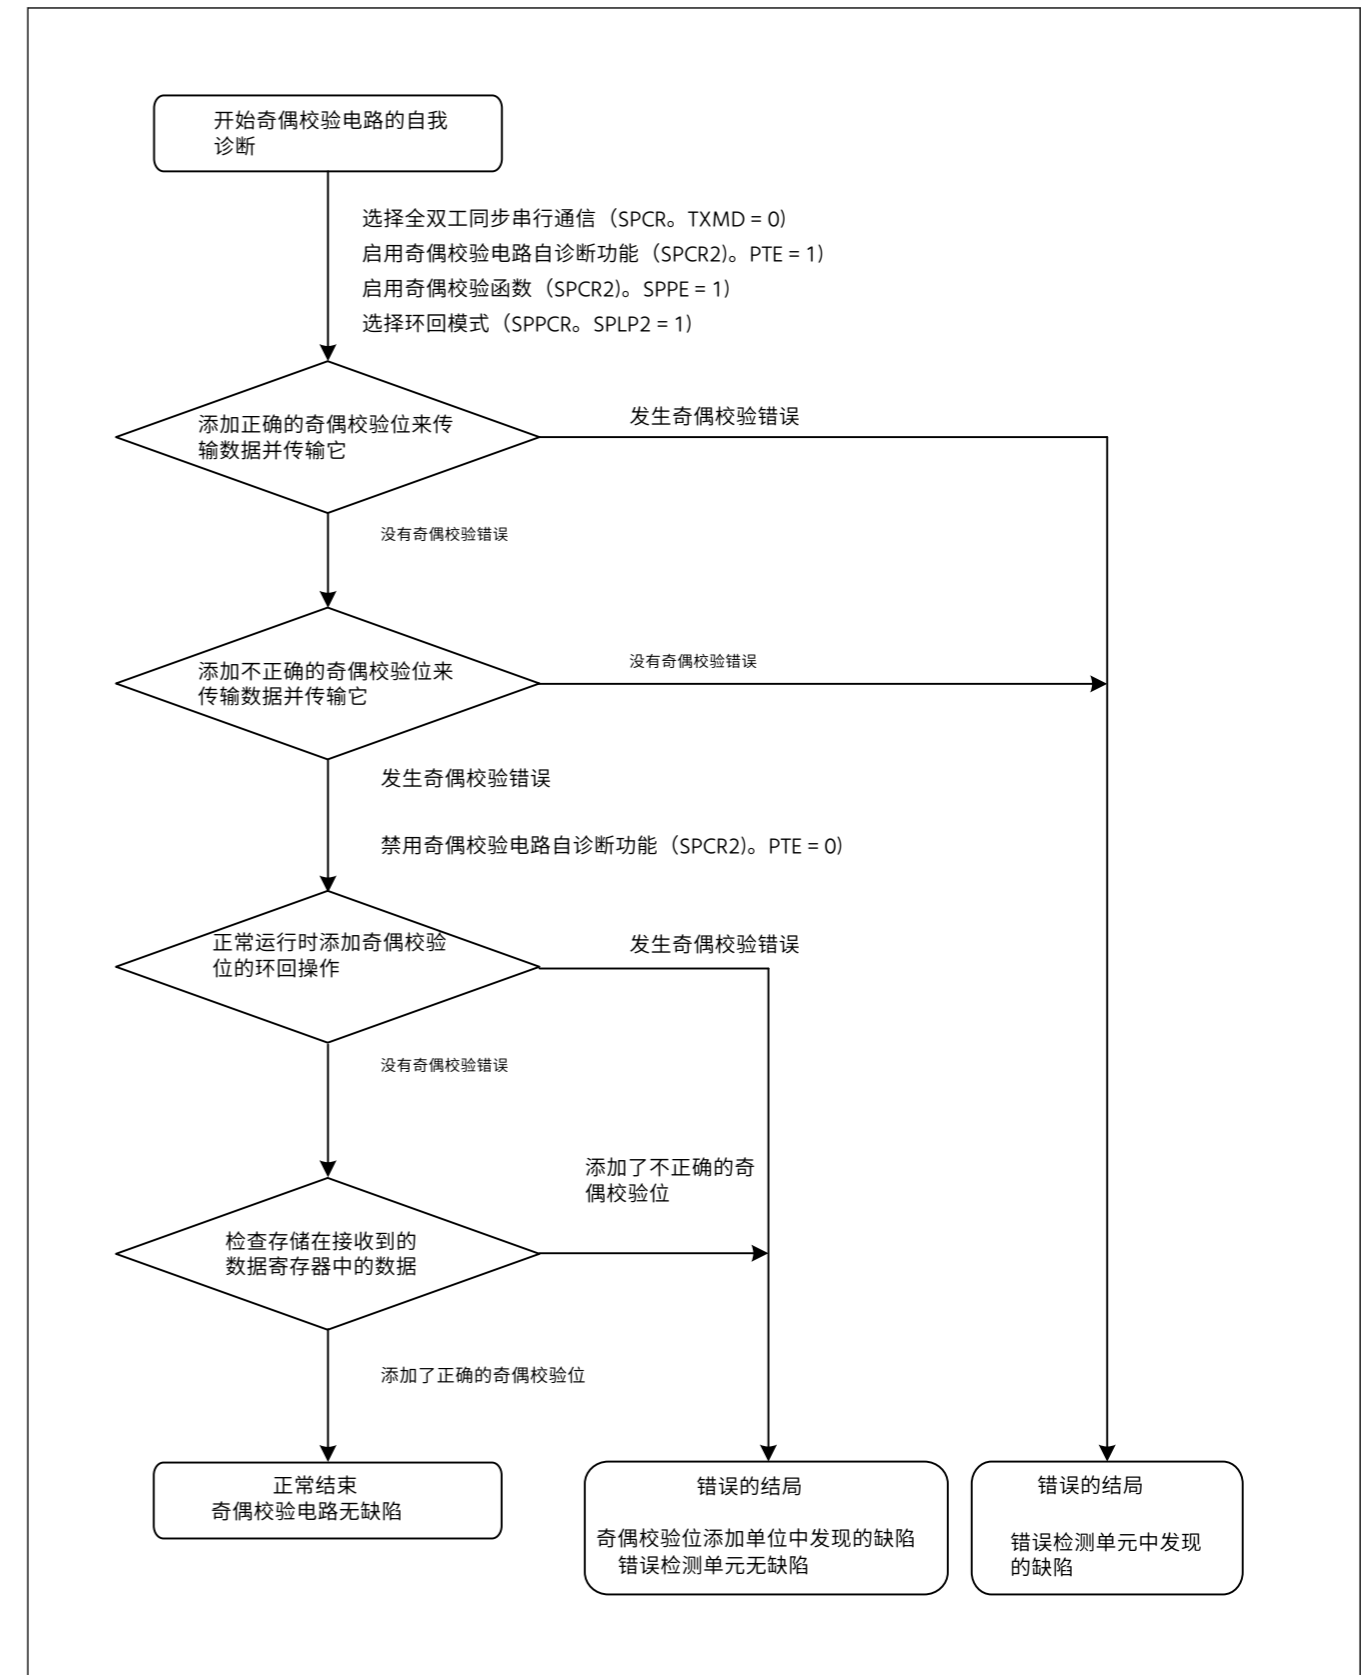 开始奇偶校验电路的自我
诊断
选择全双工同步串行通信（SPCR。TXMD = 0)
启用奇偶校验电路自诊断功能（SPCR2)。PTE = 1)
启用奇偶校验函数（SPCR2)。SPPE = 1)
选择环回模式（SPPCR。SPLP2 = 1)
添加正确的奇偶校验位来传
输数据并传输它
发生奇偶校验错误
没有奇偶校验错误
添加不正确的奇偶校验位来
传输数据并传输它
没有奇偶校验错误
发生奇偶校验错误
禁用奇偶校验电路自诊断功能（SPCR2)。PTE = 0)
正常运行时添加奇偶校验
位的环回操作
发生奇偶校验错误
没有奇偶校验错误
添加了不正确的奇
偶校验位
检查存储在接收到的
数据寄存器中的数据
添加了正确的奇偶校验位
正常结束
奇偶校验电路无缺陷
错误的结局
奇偶校验位添加单位中发现的缺陷
错误检测单元无缺陷
错误的结局
错误检测单元中发现
的缺陷